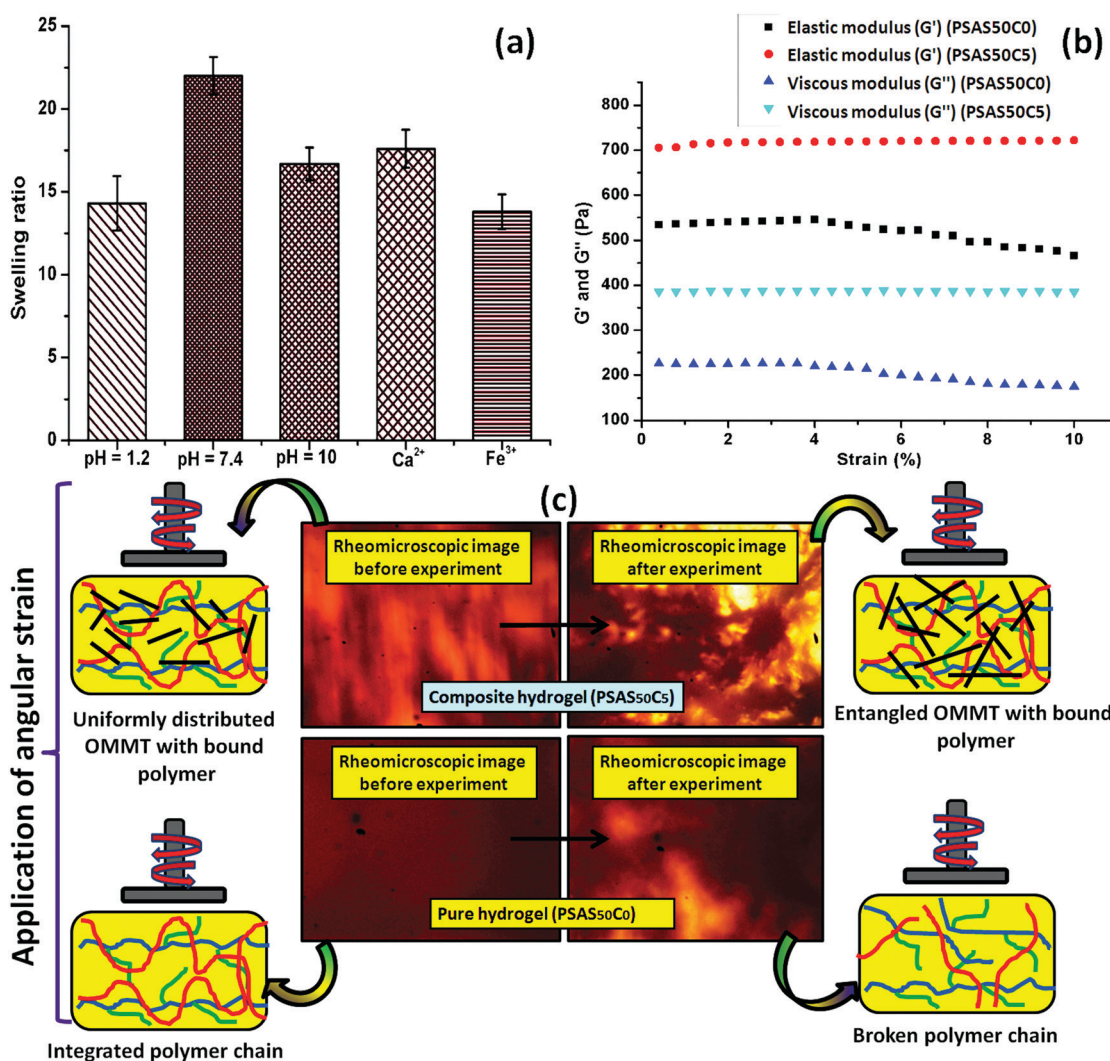 (a)
Swelling ratio
25
20
15
10
5
0
pH = 1.2
pH = 7.4
pH = 10
Ca²⁺
Fe³⁺
(b)
Elastic modulus (G') (PSAS50C0)
Elastic modulus (G') (PSAS50C5)
Viscous modulus (G'') (PSAS50C0)
Viscous modulus (G'') (PSAS50C5)
G' and G'' (Pa)
800
700
600
500
400
300
200
100
0
2
4
6
8
10
Strain (%)
(c)
Application of angular strain
Rheomicroscopic image
before experiment
Rheomicroscopic image
after experiment
Composite hydrogel (PSAS50C5)
Uniformly distributed
OMMT with bound
polymer
Entangled OMMT with bound
polymer
Rheomicroscopic image
before experiment
Rheomicroscopic image
after experiment
Pure hydrogel (PSAS50C0)
Integrated polymer chain
Broken polymer chain